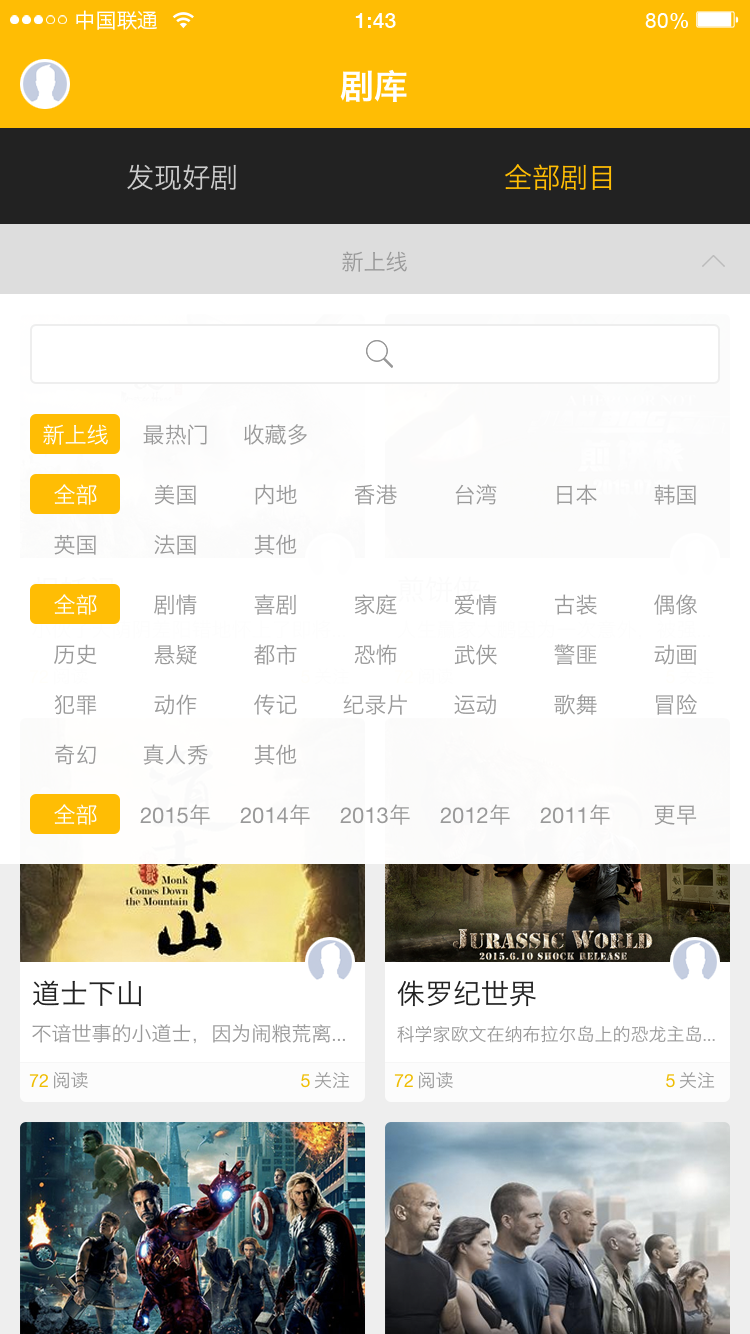 中国联通 1:43 80%
剧库
发现好剧 全部剧目
新上线
新上线 最热门 收藏多
全部 美国 内地 香港 台湾 日本 韩国
英国 法国 其他
全部 剧情 喜剧 家庭 爱情 古装 偶像
历史 悬疑 都市 恐怖 武侠 警匪 动画
犯罪 动作 传记 纪录片 运动 歌舞 冒险
奇幻 真人秀 其他
全部 2015年 2014年 2013年 2012年 2011年 更早
Monk
Comes Down
the Mountain
下山
JURASSIC WORLD
2015.6.10 SHOCK RELEASE
道士下山 侏罗纪世界
不谙世事的小道士，因为闹粮荒离... 科学家欧文在纳布拉尔岛上的恐龙主岛...
72 阅读 5 关注 72 阅读 5 关注